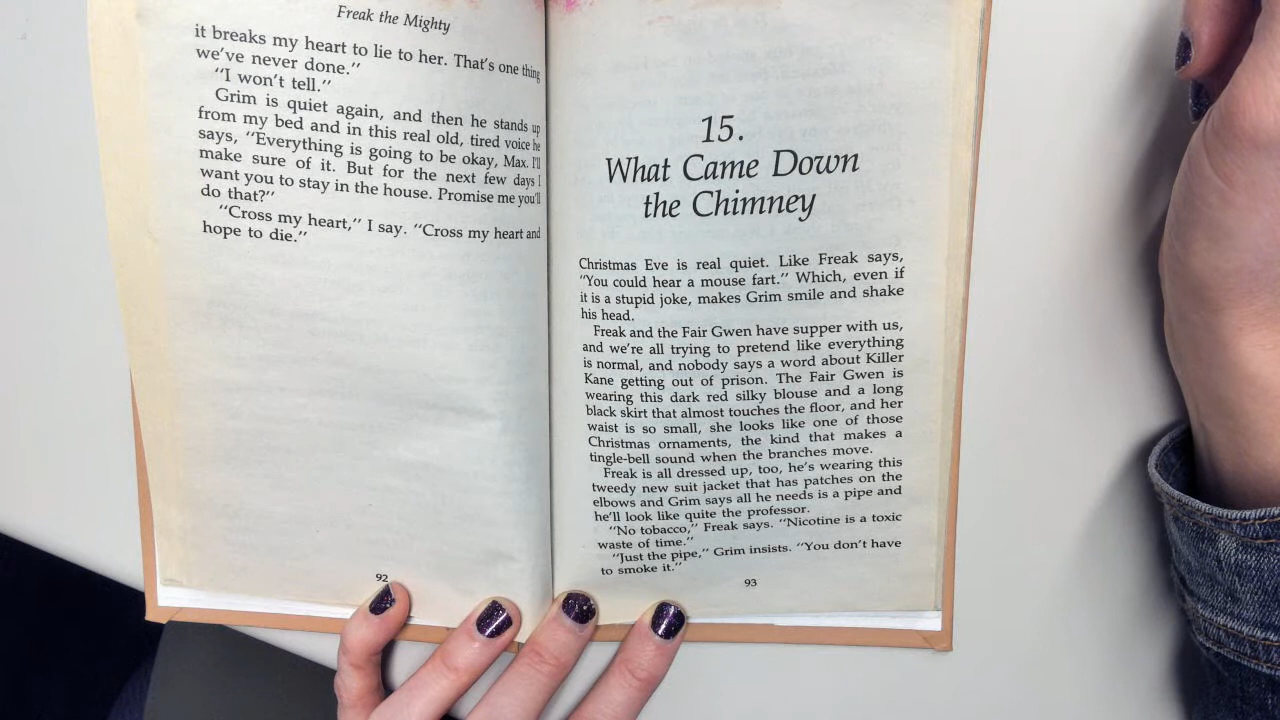 Freak the Mighty
it breaks my heart to lie to her. That's one thing
we've never done."
"I won't tell."
Grim is quiet again, and then he stands up
from my bed and in this real old, tired voice he
says, "Everything is going to be okay, Max. I'll
make sure of it. But for the next few days I
want you to stay in the house. Promise me you'll
do that?"
"Cross my heart," I say. "Cross my heart and
hope to die."
92
15.
What Came Down
the Chimney
Christmas Eve is real quiet. Like Freak says,
"You could hear a mouse fart." Which, even if
it is a stupid joke, makes Grim smile and shake
his head.
Freak and the Fair Gwen have supper with us,
and we're all trying to pretend like everything
is normal, and nobody says a word about Killer
Kane getting out of prison. The Fair Gwen is
wearing this dark red silky blouse and a long
black skirt that almost touches the floor, and her
waist is so small, she looks like one of those
Christmas ornaments, the kind that makes a
tingle-bell sound when the branches move.
Freak is all dressed up, too, he's wearing this
tweedy new suit jacket that has patches on the
elbows and Grim says all he needs is a pipe and
he'll look like quite the professor.
"No tobacco," Freak says. "Nicotine is a toxic
waste of time."
"Just the pipe," Grim insists. "You don't have
to smoke it."
93